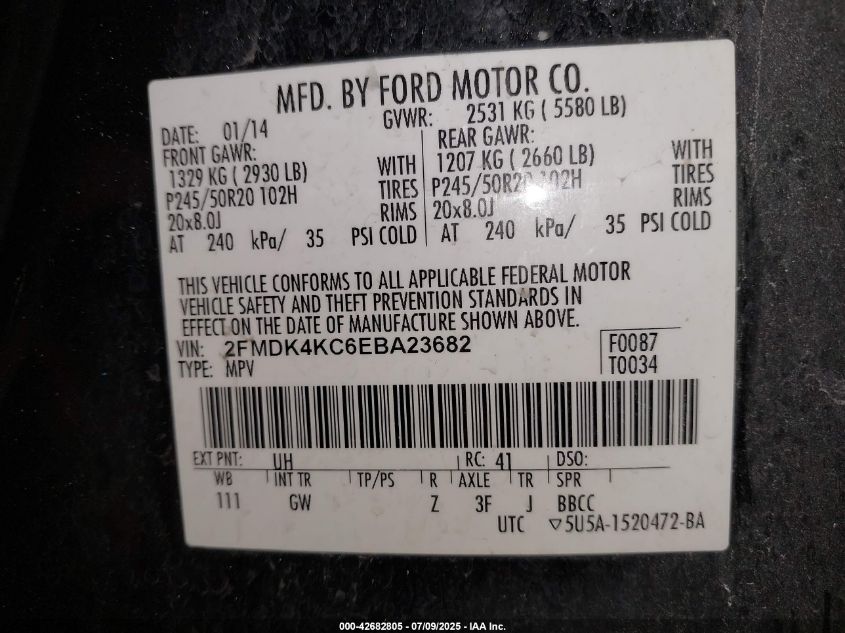 MFD. BY FORD MOTOR CO.
DATE: 01/14 GVWR: 2531 KG ( 5580 LB)
FRONT GAWR: REAR GAWR:
1329 KG ( 2930 LB) WITH 1207 KG ( 2660 LB) WITH
P245/50R20 102H TIRES P245/50R20 102H TIRES
20x8.0J RIMS 20x8.0J RIMS
AT 240 kPa/ 35 PSI COLD AT 240 kPa/ 35 PSI COLD
THIS VEHICLE CONFORMS TO ALL APPLICABLE FEDERAL MOTOR
VEHICLE SAFETY AND THEFT PREVENTION STANDARDS IN
EFFECT ON THE DATE OF MANUFACTURE SHOWN ABOVE.
VIN: 2FMDK4KC6EBA23682 F0087
TYPE: MPV T0034
EXT PNT: UH RC: 41 DSO:
WB INT TR TP/PS R AXLE TR SPR
111 GW Z 3F J BBCC
UTC ▽5U5A-1520472-BA
000-42682805 - 07/09/2025 - IAA Inc.